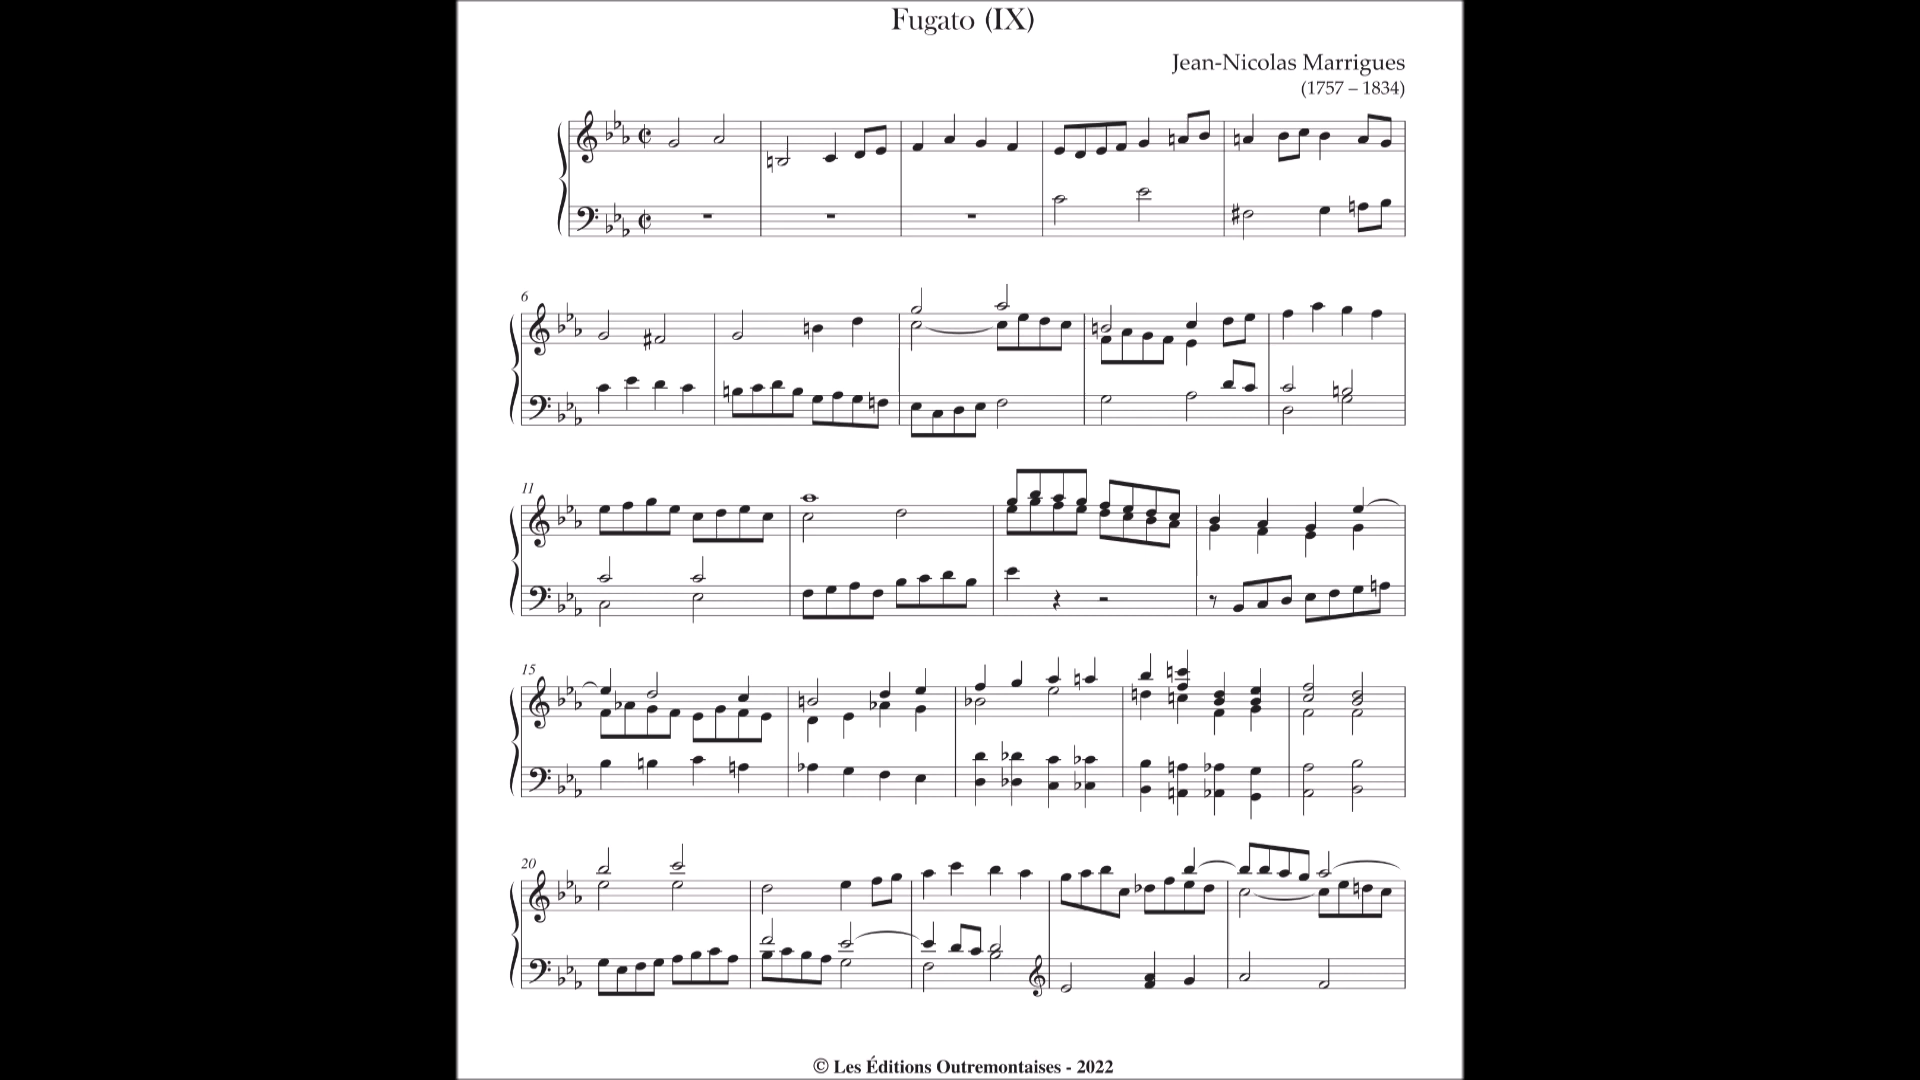 Fugato (IX)
Jean-Nicolas Marrigues
(1757 – 1834)
6
11
15
20
© Les Éditions Outremontaises - 2022